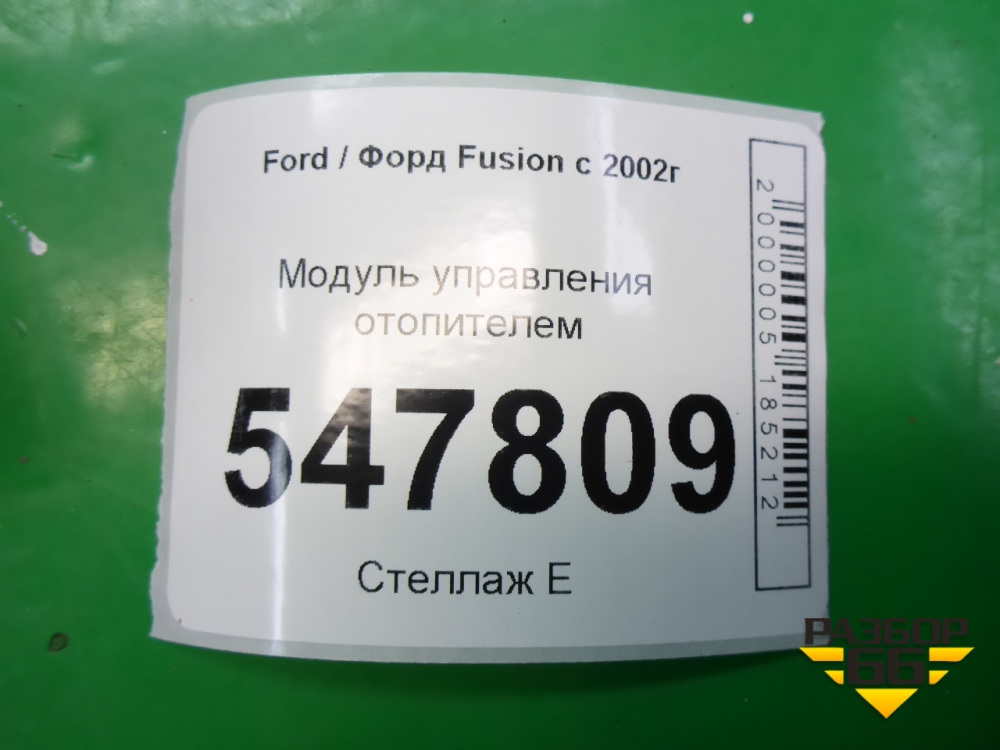 Ford / Форд Fusion с 2002г
Модуль управления
отопителем
547809
Стеллаж Е
2000005185212
РАЗБОР
66